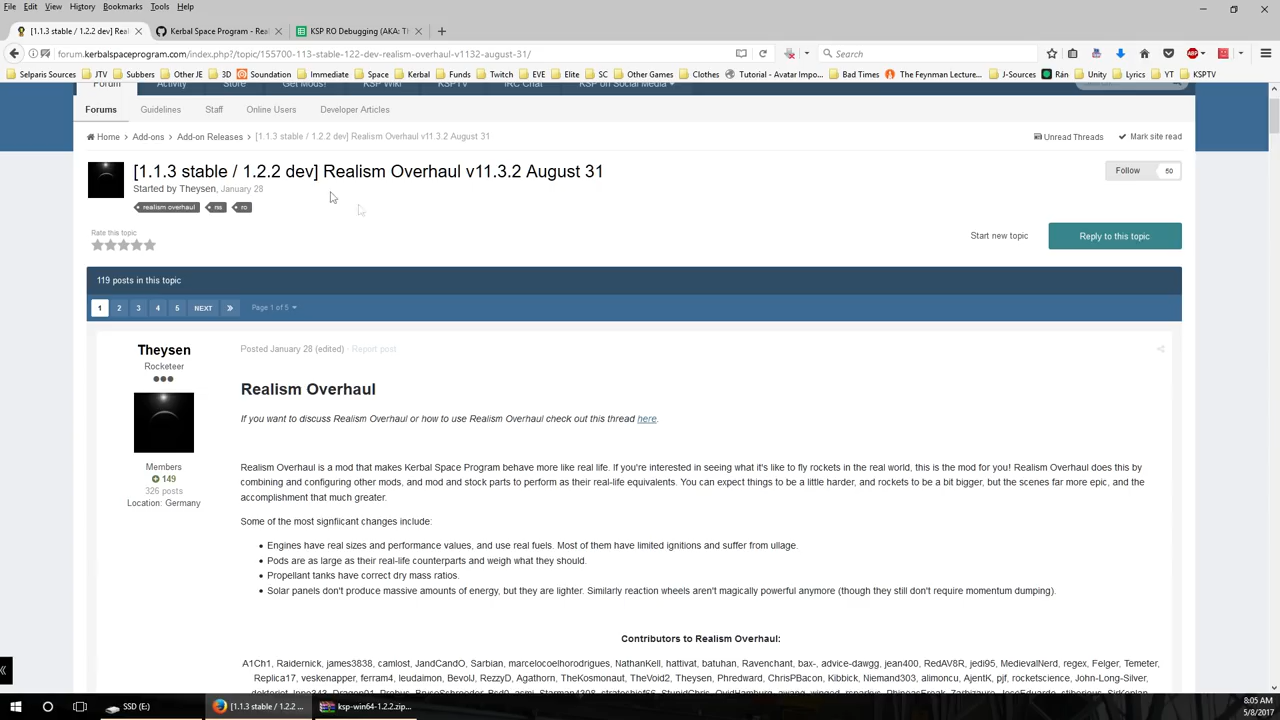 File Edit View History Bookmarks Tools Help
[1.1.3 stable / 1.2.2 dev] Real... Kerbal Space Program - Rea... KSP RO Debugging (AKA: T...
forum.kerbalspaceprogram.com/index.php?/topic/155700-113-stable-122-dev-realism-overhaul-v1132-august-31/ Search
Selparis Sources JTV Subbers Other JE 3D Soundation Immediate Space Kerbal Funds Twitch EVE Elite SC Other Games Clothes Tutorial - Avatar Impo... Bad Times The Feynman Lecture... J-Sources Rán Unity Lyrics YT KSPTV
Forum Activity Store Get Mods! KSP Wiki KSPTV IRC Chat KSP on Social Media
Forums Guidelines Staff Online Users Developer Articles
Home Add-ons Add-on Releases [1.1.3 stable / 1.2.2 dev] Realism Overhaul v11.3.2 August 31 Unread Threads Mark site read
[1.1.3 stable / 1.2.2 dev] Realism Overhaul v11.3.2 August 31
Follow 50
Started by Theysen, January 28
realism overhaul rss ro
Rate this topic
Start new topic Reply to this topic
119 posts in this topic
1 2 3 4 5 NEXT Page 1 of 5
Theysen
Rocketeer
Members
149
326 posts
Location: Germany
Posted January 28 (edited) · Report post
Realism Overhaul
If you want to discuss Realism Overhaul or how to use Realism Overhaul check out this thread here.
Realism Overhaul is a mod that makes Kerbal Space Program behave more like real life. If you're interested in seeing what it's like to fly rockets in the real world, this is the mod for you! Realism Overhaul does this by
combining and configuring other mods, and mod and stock parts to perform as their real-life equivalents. You can expect things to be a little harder, and rockets to be a bit bigger, but the scenes far more epic, and the
accomplishment that much greater.
Some of the most signfiicant changes include:
• Engines have real sizes and performance values, and use real fuels. Most of them have limited ignitions and suffer from ullage.
• Pods are as large as their real-life counterparts and weigh what they should.
• Propellant tanks have correct dry mass ratios.
• Solar panels don't produce massive amounts of energy, but they are lighter. Similarly reaction wheels aren't magically powerful anymore (though they still don't require momentum dumping).
Contributors to Realism Overhaul:
A1Ch1, Raidernick, james3838, camlost, JandCandO, Sarbian, marcelocoelhorodrigues, NathanKell, hattivat, batuhan, Ravenchant, bax-, advice-dawgg, jean400, RedAV8R, jedi95, MedievalNerd, regex, Felger, Temeter,
Replica17, veskenapper, ferram4, leudaimon, BevolJ, RezzyD, Agathorn, TheKosmonaut, TheVoid2, Phredward, ChrisPBacon, Kibbick, Niemand303, alimoncu, AjentK, pjf, rocketscience, John-Long-Silver,
SSD (E:) [1.1.3 stable / 1.2.2 ... ksp-win64-1.2.2.zip...
8:05 AM
5/8/2017